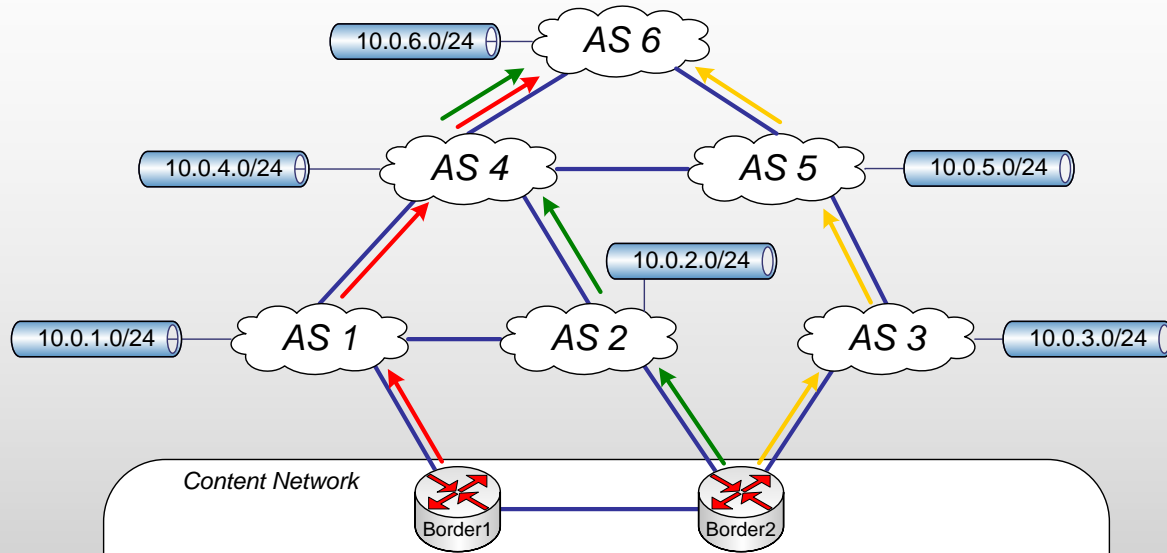 10.0.6.0/24
AS 6
10.0.4.0/24
AS 4
AS 5
10.0.5.0/24
10.0.2.0/24
10.0.1.0/24
AS 1
AS 2
AS 3
10.0.3.0/24
Content Network
Border1
Border2